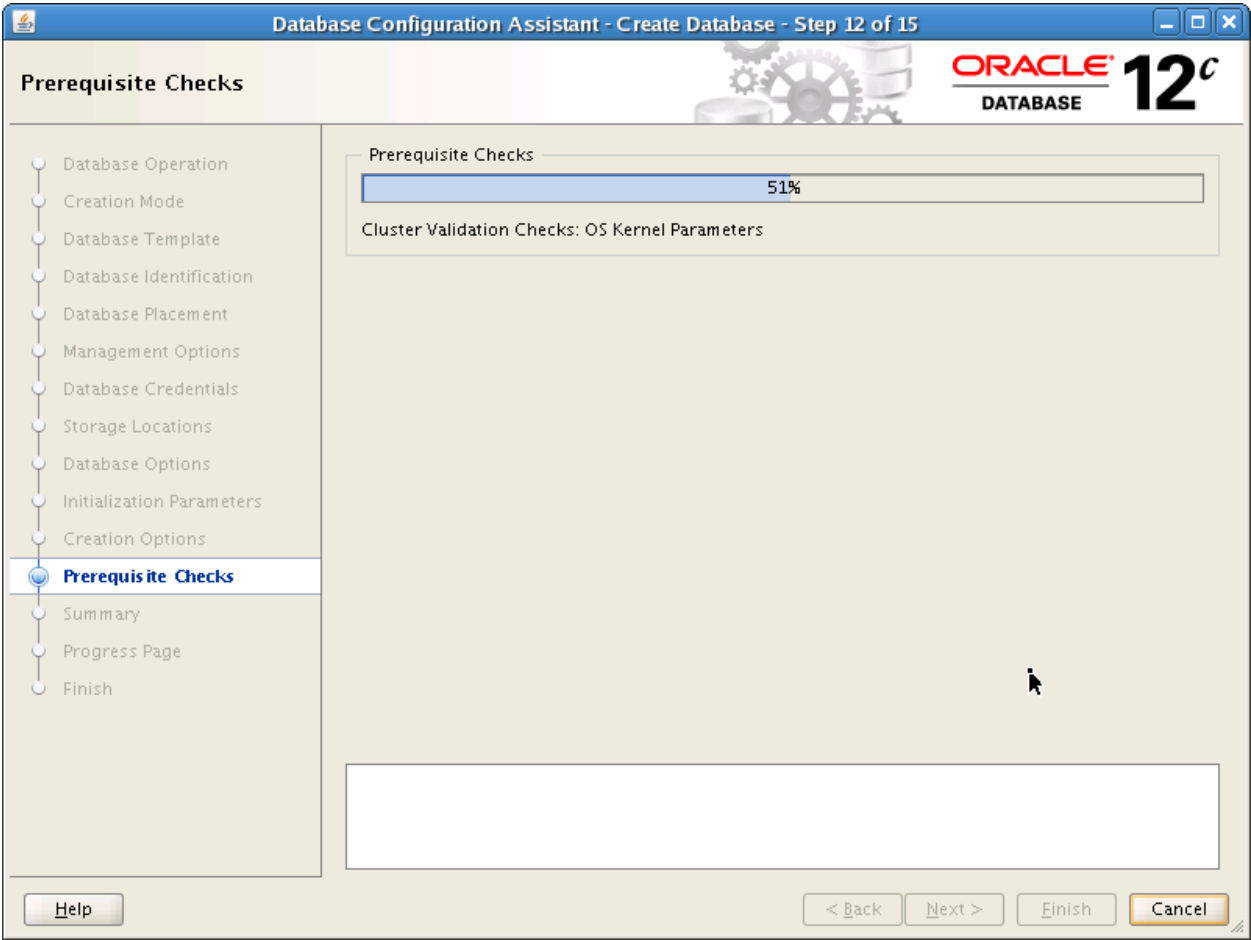 Database Configuration Assistant - Create Database - Step 12 of 15
Prerequisite Checks
ORACLE 12c
DATABASE
Database Operation
Creation Mode
Database Template
Database Identification
Database Placement
Management Options
Database Credentials
Storage Locations
Database Options
Initialization Parameters
Creation Options
Prerequisite Checks
Summary
Progress Page
Finish
Prerequisite Checks
51%
Cluster Validation Checks: OS Kernel Parameters
Help
< Back
Next >
Finish
Cancel